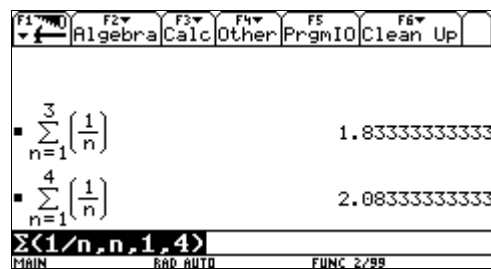 F1 F2 Algebra F3 Calc F4 Other F5 PrgmIO F6 Clean Up
3
▪ Σ (1/n) 1.83333333333
n=1
4
▪ Σ (1/n) 2.08333333333
n=1
Σ(1/n,n,1,4)
MAIN RAD AUTO FUNC 2/99